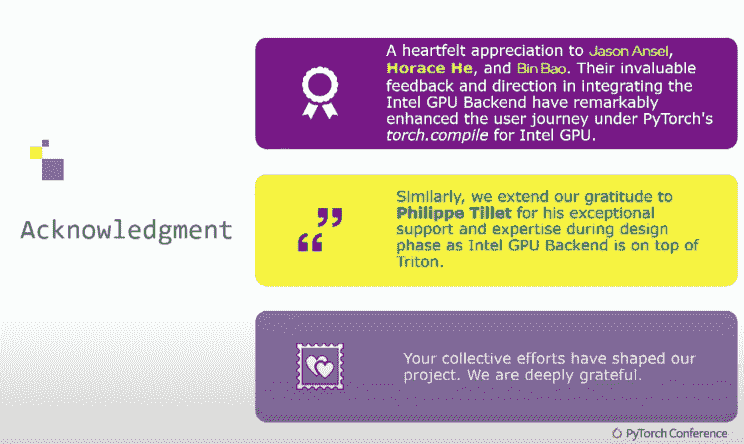 Acknowledgment
A heartfelt appreciation to Jason Ansel,
Horace He, and Bin Bao. Their invaluable
feedback and direction in integrating the
Intel GPU Backend have remarkably
enhanced the user journey under PyTorch's
torch.compile for Intel GPU.
Similarly, we extend our gratitude to
Philippe Tillet for his exceptional
support and expertise during design
phase as Intel GPU Backend is on top of
Triton.
Your collective efforts have shaped our
project. We are deeply grateful.
PyTorch Conference